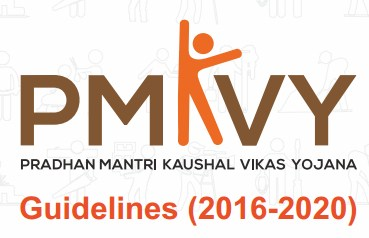 PMKVY
PRADHAN MANTRI KAUSHAL VIKAS YOJANA
Guidelines (2016-2020)